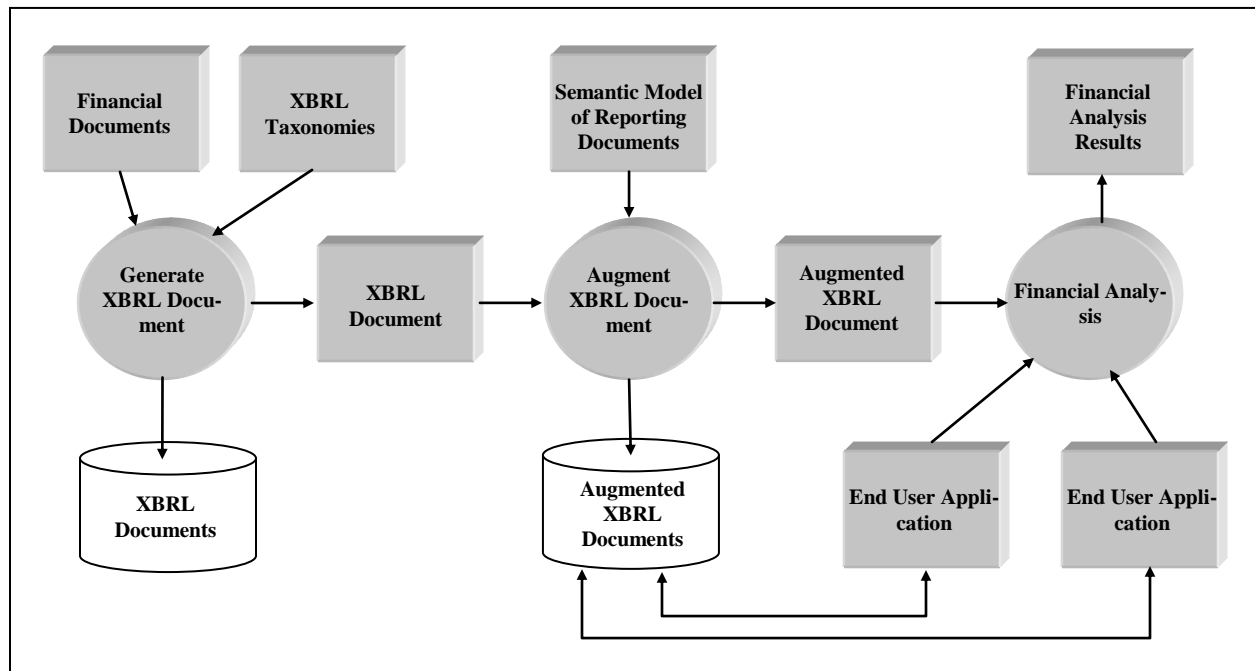 Financial
Documents
XBRL
Taxonomies
Semantic Model
of Reporting
Documents
Financial
Analysis
Results
Generate
XBRL Docu-
ment
XBRL
Document
Augment
XBRL Docu-
ment
Augmented
XBRL
Document
Financial Analy-
sis
XBRL
Documents
Augmented
XBRL
Documents
End User Appli-
cation
End User Appli-
cation